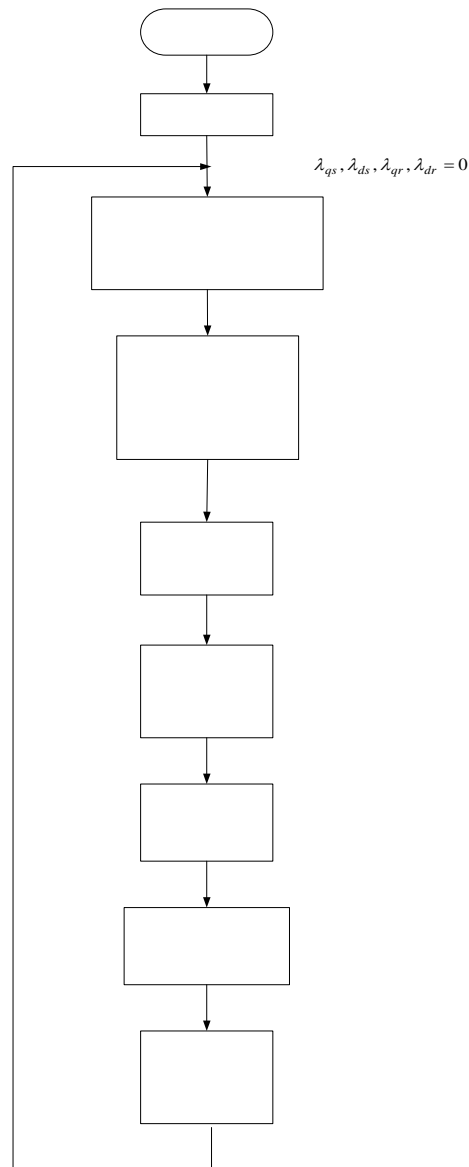 λqs, λds, λqr, λdr = 0